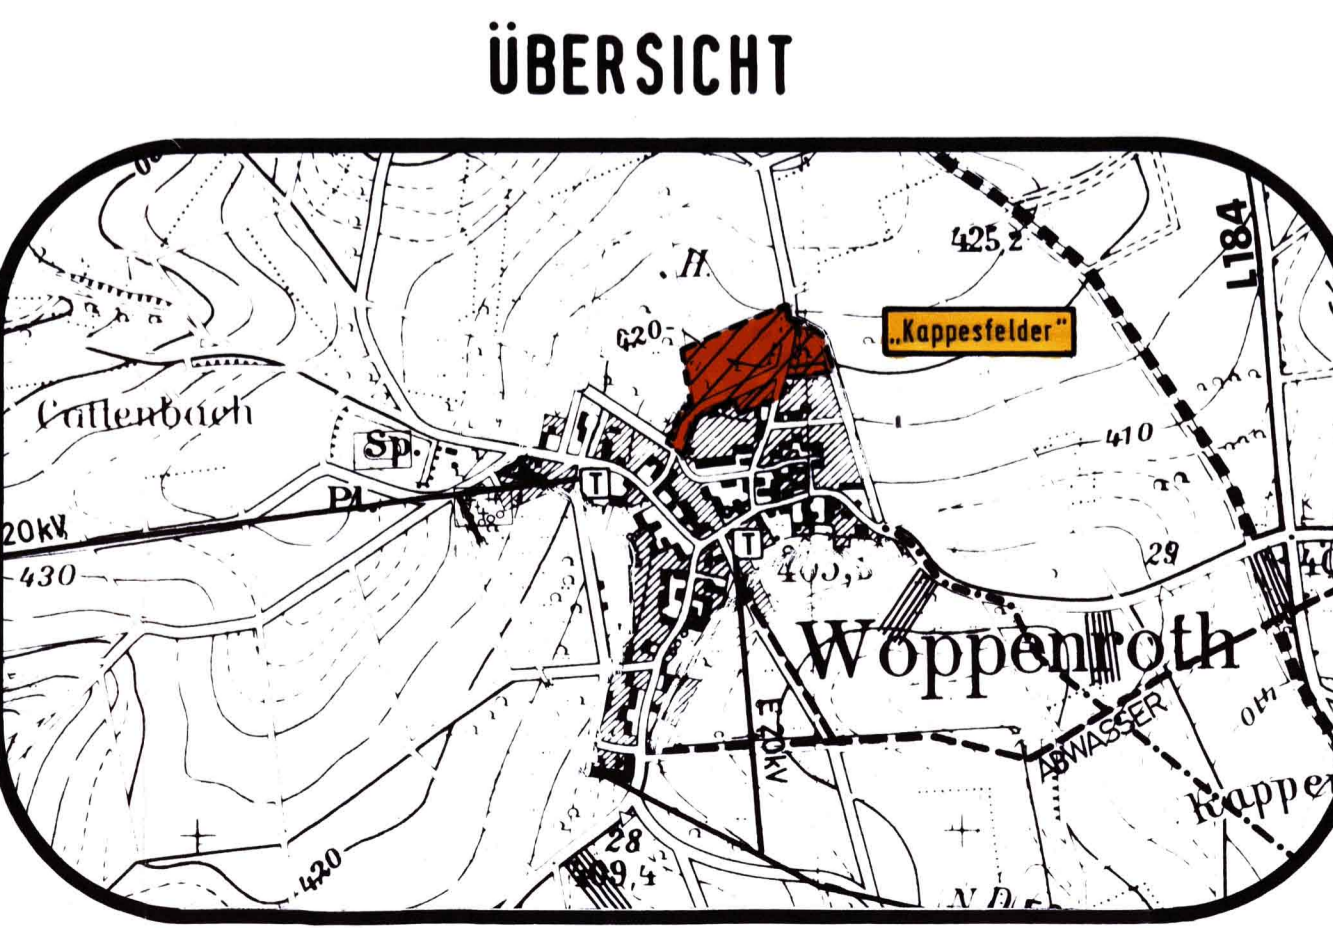 ÜBERSICHT
425,2
L184
H
420
„Kappesfelder“
410
Sp.
Pl.
T
20kV
T
430
29
Woppenroth
E 20kV
ABWASSER
Kappe
420
28
409,4
N D